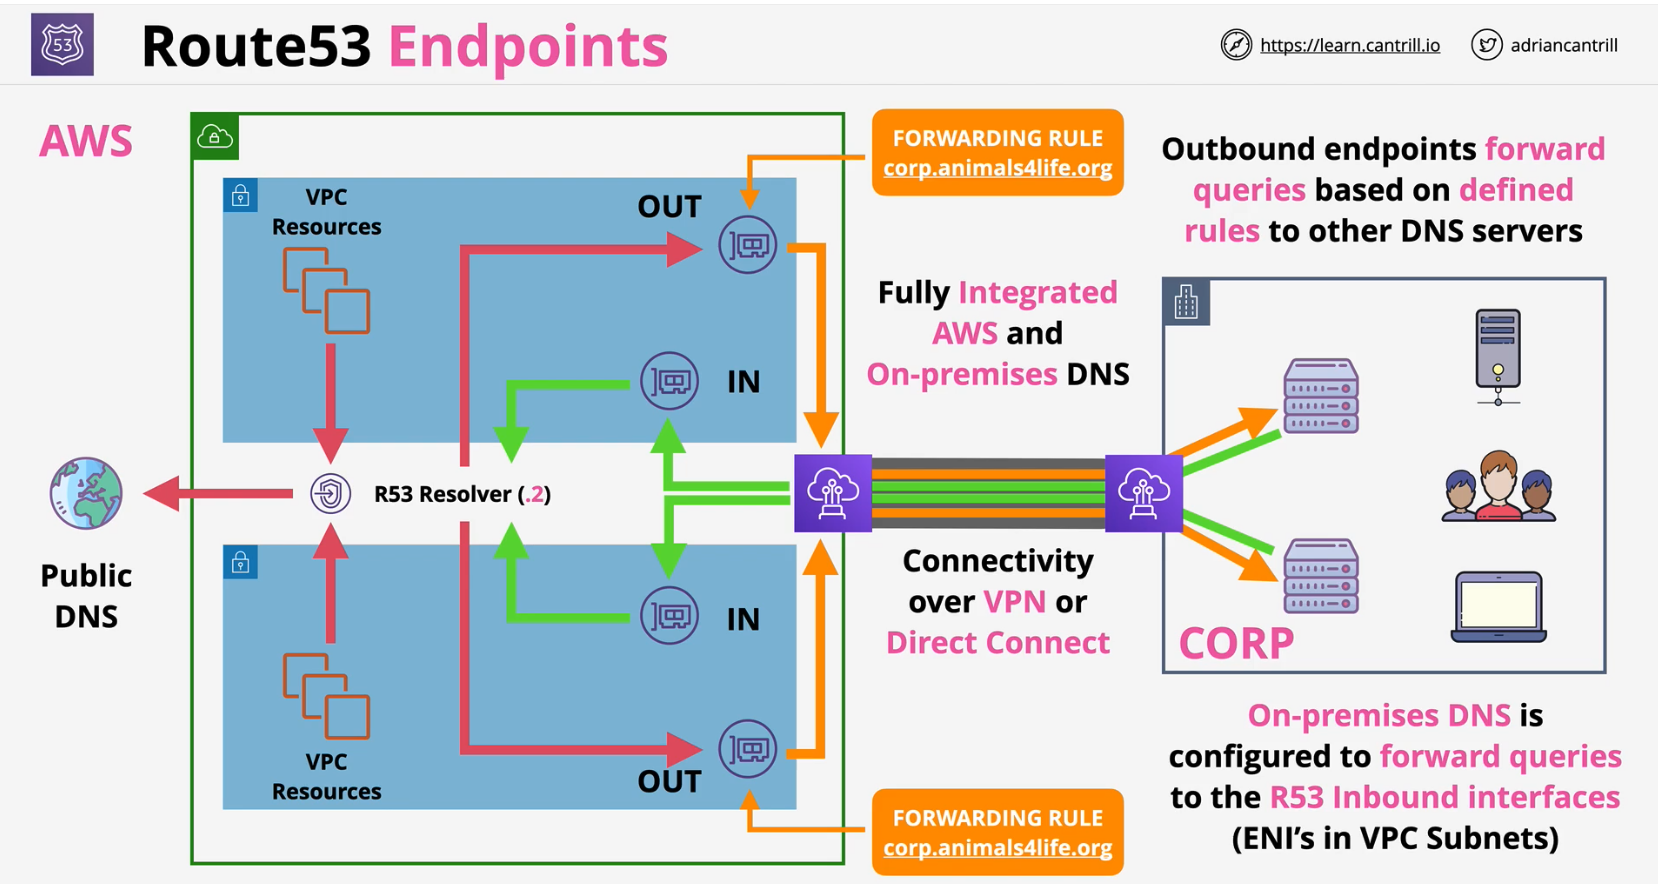 53
Route53 Endpoints
https://learn.cantrill.io
adriancantrill
AWS
VPC
Resources
OUT
IN
FORWARDING RULE
corp.animals4life.org
Outbound endpoints forward
queries based on defined
rules to other DNS servers
Fully Integrated
AWS and
On-premises DNS
R53 Resolver (.2)
Public
DNS
Connectivity
over VPN or
Direct Connect
CORP
IN
VPC
Resources
OUT
FORWARDING RULE
corp.animals4life.org
On-premises DNS is
configured to forward queries
to the R53 Inbound interfaces
(ENI's in VPC Subnets)